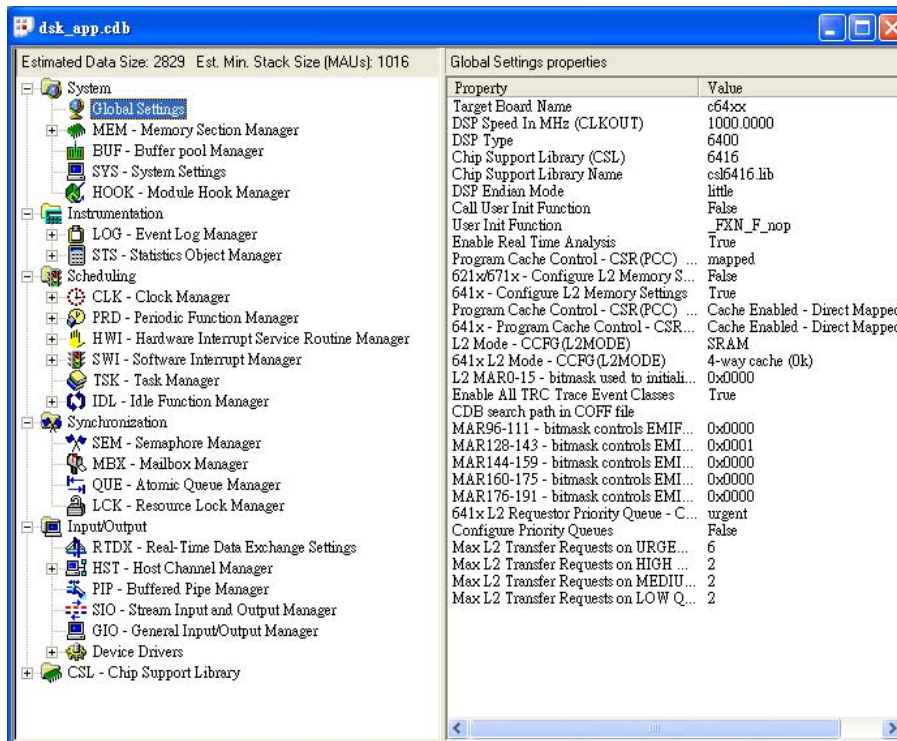 dsk_app.cdb
Estimated Data Size: 2829 Est. Min. Stack Size (MAUs): 1016
System
Global Settings
MEM - Memory Section Manager
BUF - Buffer pool Manager
SYS - System Settings
HOOK - Module Hook Manager
Instrumentation
LOG - Event Log Manager
STS - Statistics Object Manager
Scheduling
CLK - Clock Manager
PRD - Periodic Function Manager
HWI - Hardware Interrupt Service Routine Manager
SWI - Software Interrupt Manager
TSK - Task Manager
IDL - Idle Function Manager
Synchronization
SEM - Semaphore Manager
MBX - Mailbox Manager
QUE - Atomic Queue Manager
LCK - Resource Lock Manager
Input/Output
RTDX - Real-Time Data Exchange Settings
HST - Host Channel Manager
PIP - Buffered Pipe Manager
SIO - Stream Input and Output Manager
GIO - General Input/Output Manager
Device Drivers
CSL - Chip Support Library
Global Settings properties
Property Value
Target Board Name c64xx
DSP Speed In MHz (CLKOUT) 1000.0000
DSP Type 6400
Chip Support Library (CSL) 6416
Chip Support Library Name csl6416.lib
DSP Endian Mode little
Call User Init Function False
User Init Function _FXN_F_nop
Enable Real Time Analysis True
Program Cache Control - CSR(PCC) ... mapped
621x/671x - Configure L2 Memory S... False
641x - Configure L2 Memory Settings True
Program Cache Control - CSR(PCC) ... Cache Enabled - Direct Mapped
641x - Program Cache Control - CSR... Cache Enabled - Direct Mapped
L2 Mode - CCFG(L2MODE) SRAM
641x L2 Mode - CCFG(L2MODE) 4-way cache (0k)
L2 MAR0-15 - bitmask used to initiali... 0x0000
Enable All TRC Trace Event Classes True
CDB search path in COFF file
MAR96-111 - bitmask controls EMIF... 0x0000
MAR128-143 - bitmask controls EMI... 0x0001
MAR144-159 - bitmask controls EMI... 0x0000
MAR160-175 - bitmask controls EMI... 0x0000
MAR176-191 - bitmask controls EMI... 0x0000
641x L2 Requestor Priority Queue - C... urgent
Configure Priority Queues False
Max L2 Transfer Requests on URGE... 6
Max L2 Transfer Requests on HIGH ... 2
Max L2 Transfer Requests on MEDIU... 2
Max L2 Transfer Requests on LOW Q... 2